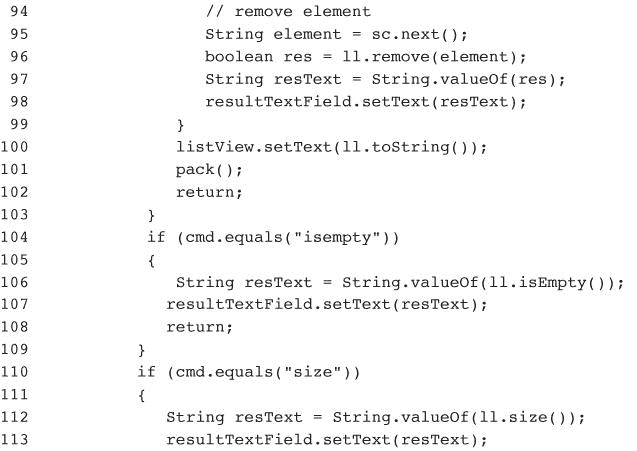 94                  // remove element
95                  String element = sc.next();
96                  boolean res = ll.remove(element);
97                  String resText = String.valueOf(res);
98                  resultTextField.setText(resText);
99               }
100               listView.setText(ll.toString());
101               pack();
102               return;
103            }
104            if (cmd.equals("isempty"))
105            {
106               String resText = String.valueOf(ll.isEmpty());
107              resultTextField.setText(resText);
108              return;
109           }
110           if (cmd.equals("size"))
111           {
112              String resText = String.valueOf(ll.size());
113              resultTextField.setText(resText);